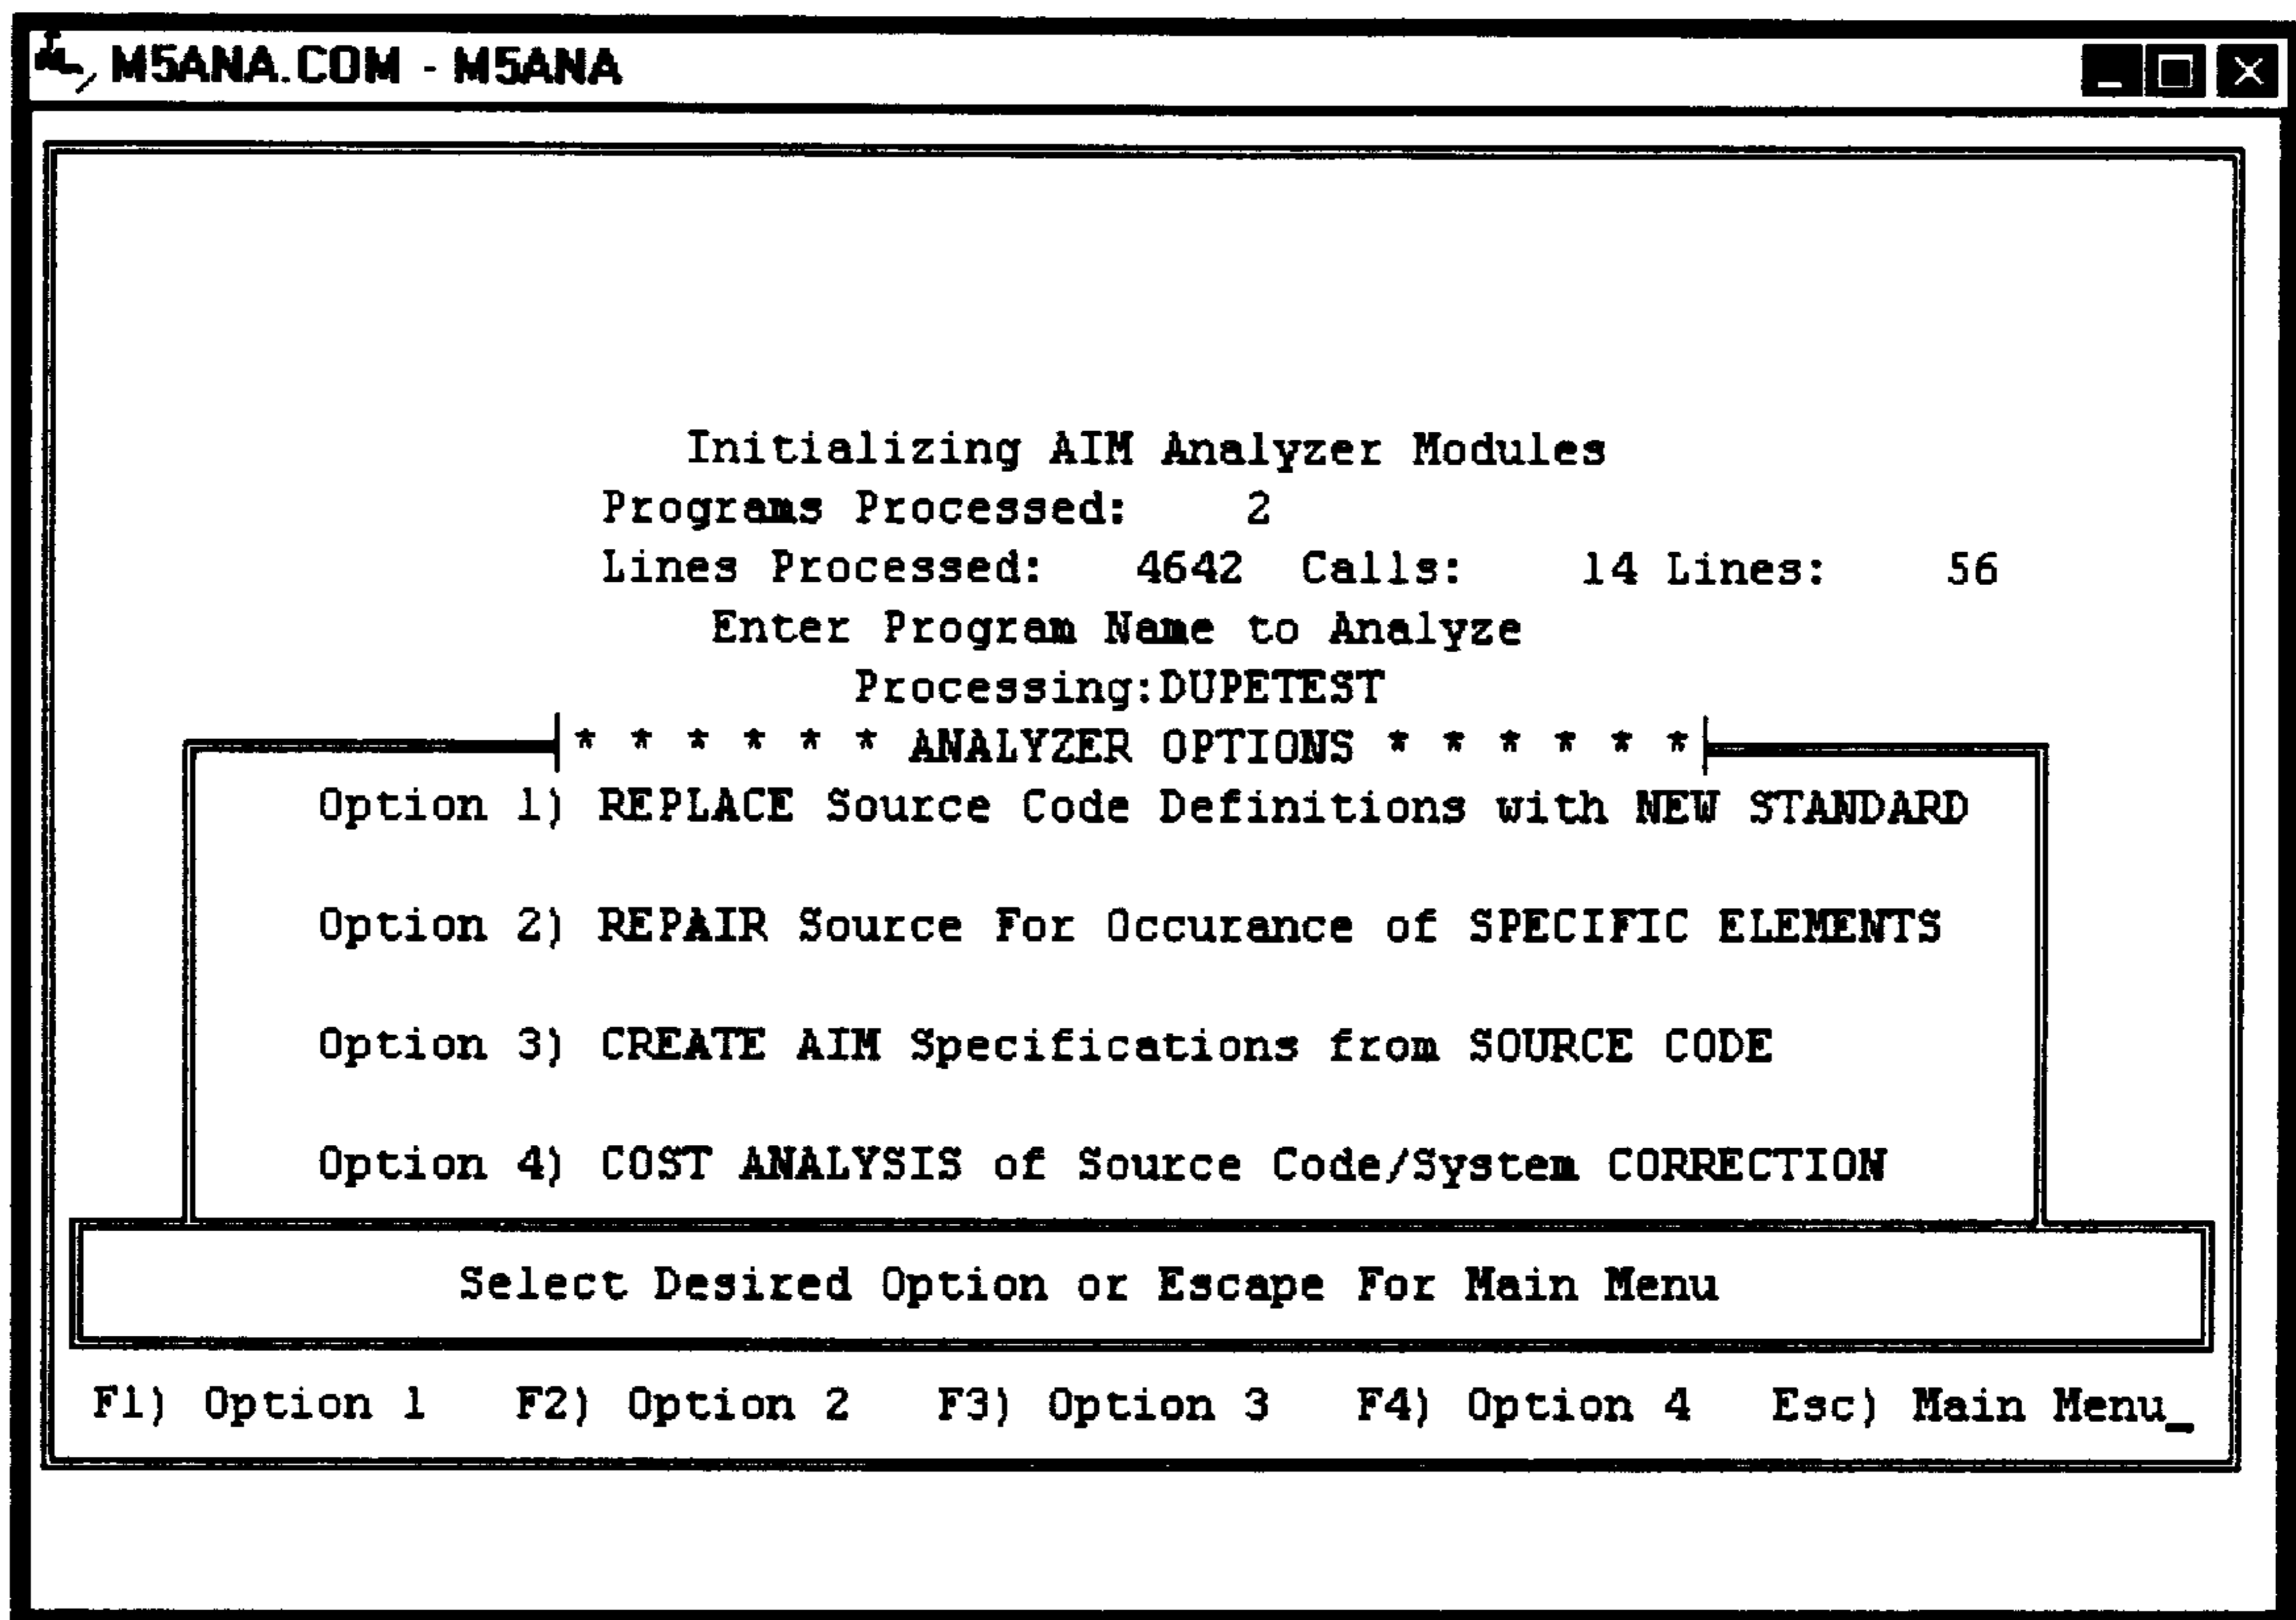 M5ANA.COM - M5ANA
Initializing AIM Analyzer Modules
Programs Processed: 2
Lines Processed: 4642 Calls: 14 Lines: 56
Enter Program Name to Analyze
Processing:DUPETEST
* * * * * * ANALYZER OPTIONS * * * * * *
Option 1) REPLACE Source Code Definitions with NEW STANDARD
Option 2) REPAIR Source For Occurance of SPECIFIC ELEMENTS
Option 3) CREATE AIM Specifications from SOURCE CODE
Option 4) COST ANALYSIS of Source Code/System CORRECTION
Select Desired Option or Escape For Main Menu
F1) Option 1 F2) Option 2 F3) Option 3 F4) Option 4 Esc) Main Menu_